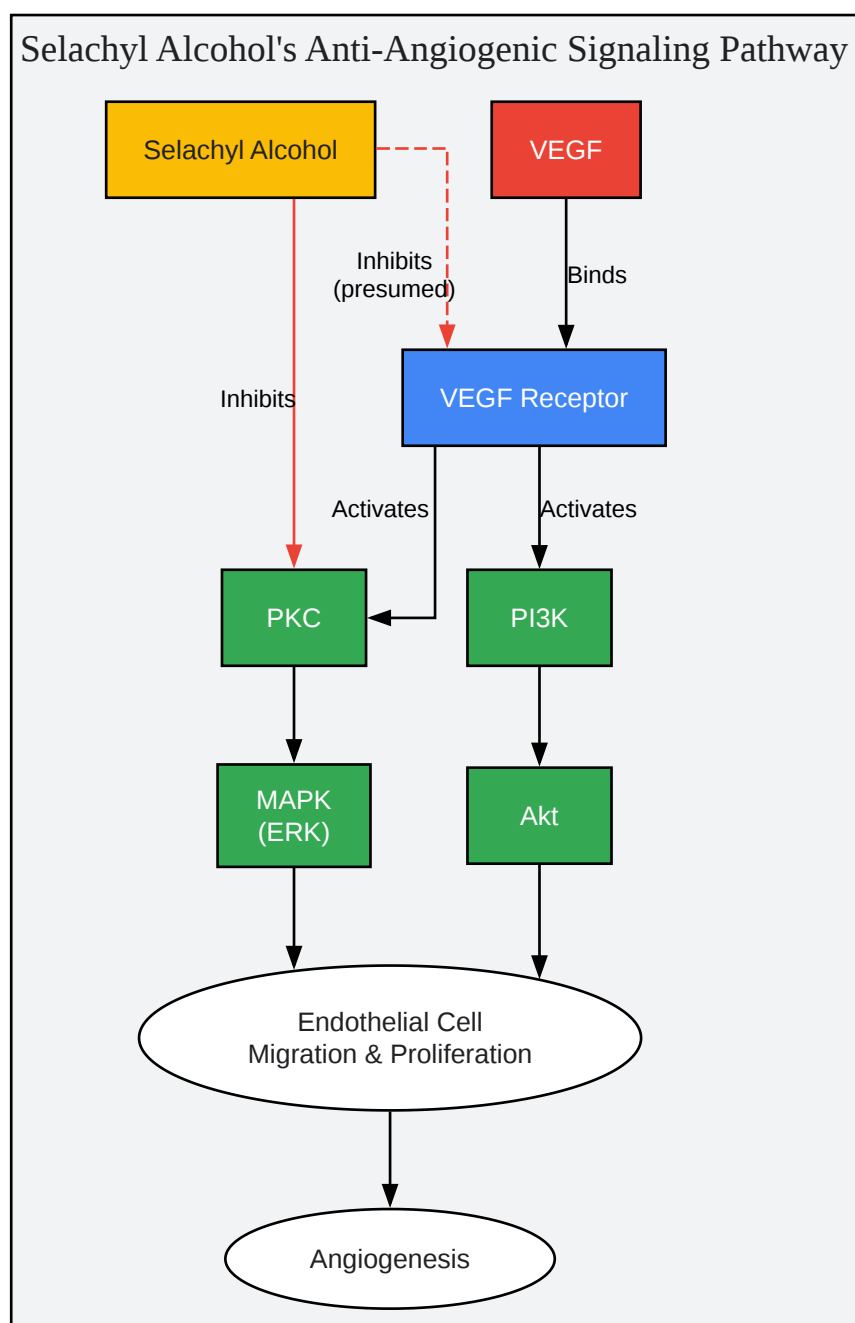 Selachyl Alcohol's Anti-Angiogenic Signaling Pathway
Selachyl Alcohol
VEGF
Inhibits
(presumed)
Binds
Inhibits
VEGF Receptor
Activates
Activates
PKC
PI3K
MAPK
(ERK)
Akt
Endothelial Cell
Migration & Proliferation
Angiogenesis